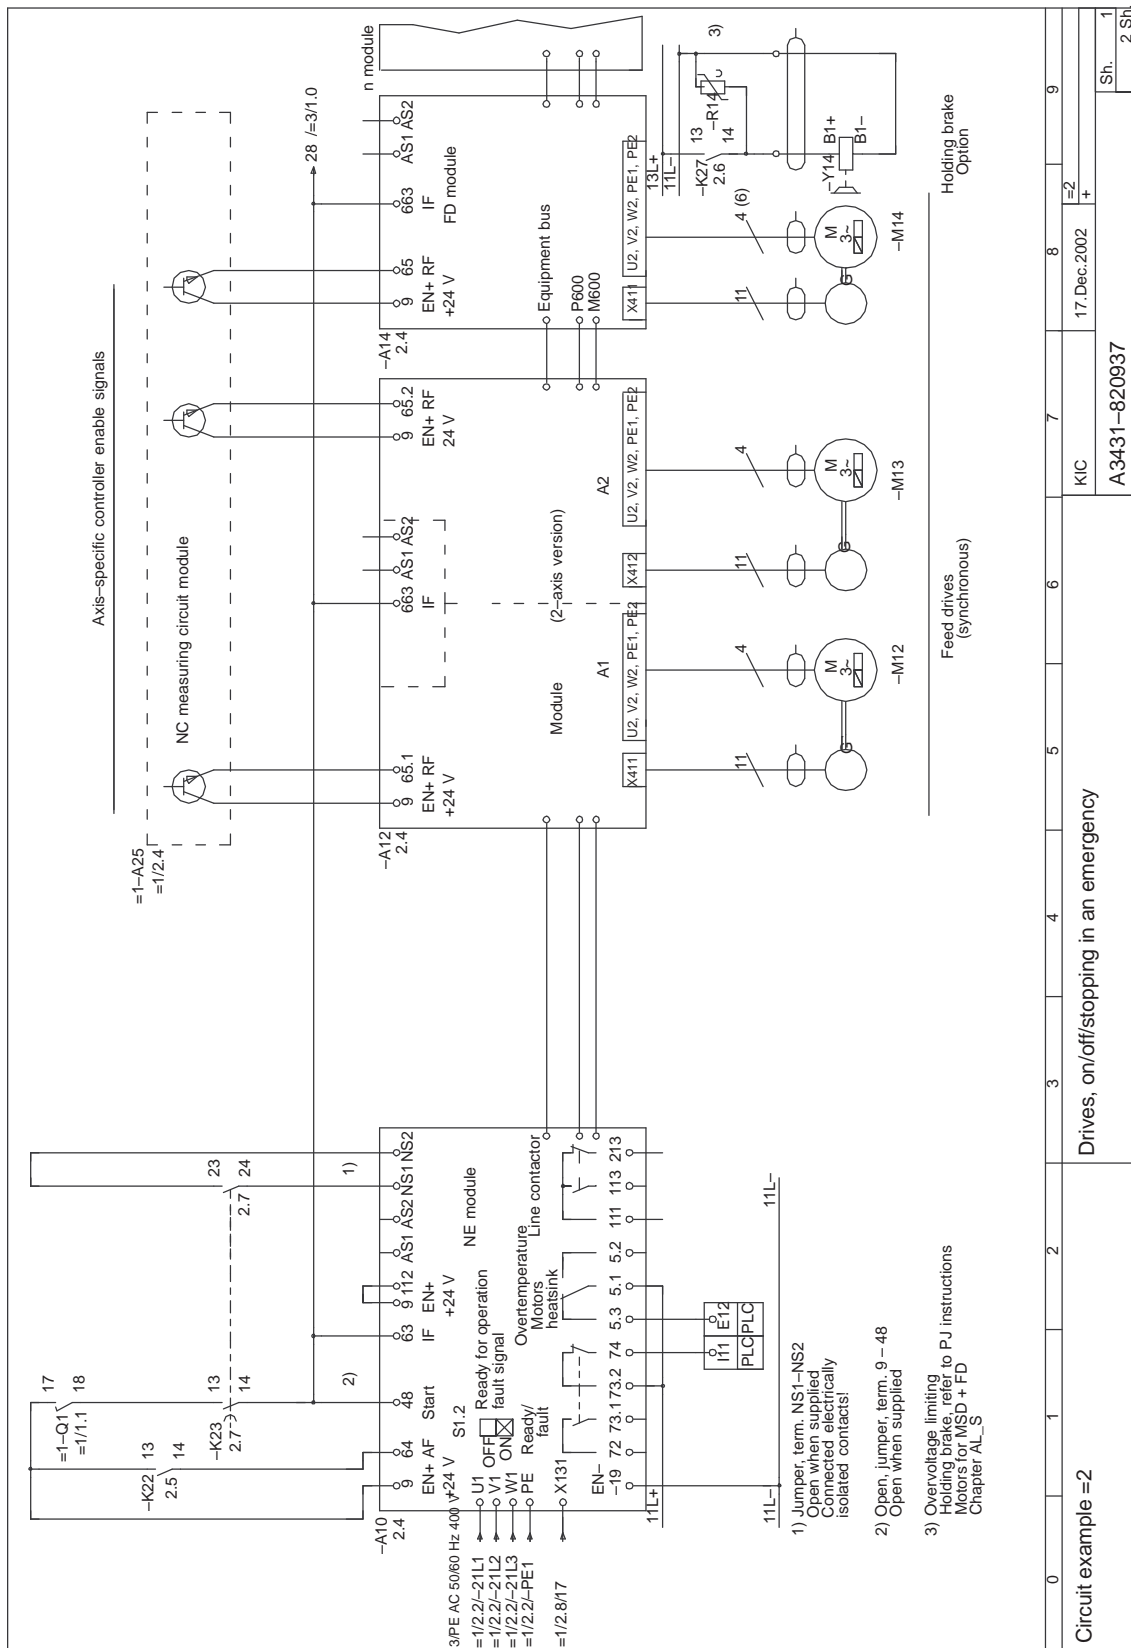 Axis–specific controller enable signals
=1–A25
=1/2.4
NC measuring circuit module
17
18
=1–Q1
=1/1.1
13
14
–K22
2.5
13
14
–K23
2.7
23
24
2.7
1)
2)
28 /=3/1.0
–A10
2.4
9
64
48
63
9
112
AS1
AS2
NS1
NS2
EN+
AF
+24 V
Start
IF
EN+
+24 V
NE module
S1.2
OFF
ON
Ready for operation
fault signal
Ready/
fault
Overtemperature
Motors
heatsink
Line contactor
3/PE AC 50/60 Hz 400 V
=1/2.2/–21L1
=1/2.2/–21L2
=1/2.2/–21L3
=1/2.2/–PE1
=1/2.8/17
U1
V1
W1
PE
X131
EN–
–19
72
73.1
73.2
74
5.3
5.1
5.2
111
113
213
11L+
I11
PLC
E12
PLC
11L–
11L–
–A12
2.4
9
65.1
EN+
RF
+24 V
663
AS1
AS2
IF
9
65.2
EN+
RF
24 V
Module
(2–axis version)
A1
A2
X411
U2, V2, W2, PE1, PE2
X412
U2, V2, W2, PE1, PE2
11
4
11
4
M
3~
G
–M12
M
3~
G
–M13
–A14
2.4
9
65
663
AS1
AS2
EN+
RF
+24 V
IF
FD module
Equipment bus
P600
M600
n module
X411
U2, V2, W2, PE1, PE2
11
4 (6)
M
3~
G
–M14
13L+
11L–
–K27
2.6
13
14
–R14
U
3)
–Y14
B1+
B1–
Feed drives
(synchronous)
Holding brake
Option
1) Jumper, term. NS1–NS2
Open when supplied
Connected electrically
isolated contacts!
2) Open, jumper, term. 9 – 48
Open when supplied
3) Overvoltage limiting
Holding brake, refer to PJ instructions
Motors for MSD + FD
Chapter AL_S
0
1
2
3
4
5
6
7
8
9
Circuit example =2
Drives, on/off/stopping in an emergency
KIC
17.Dec.2002
A3431–820937
=2
+
Sh.
1
2 Sh.